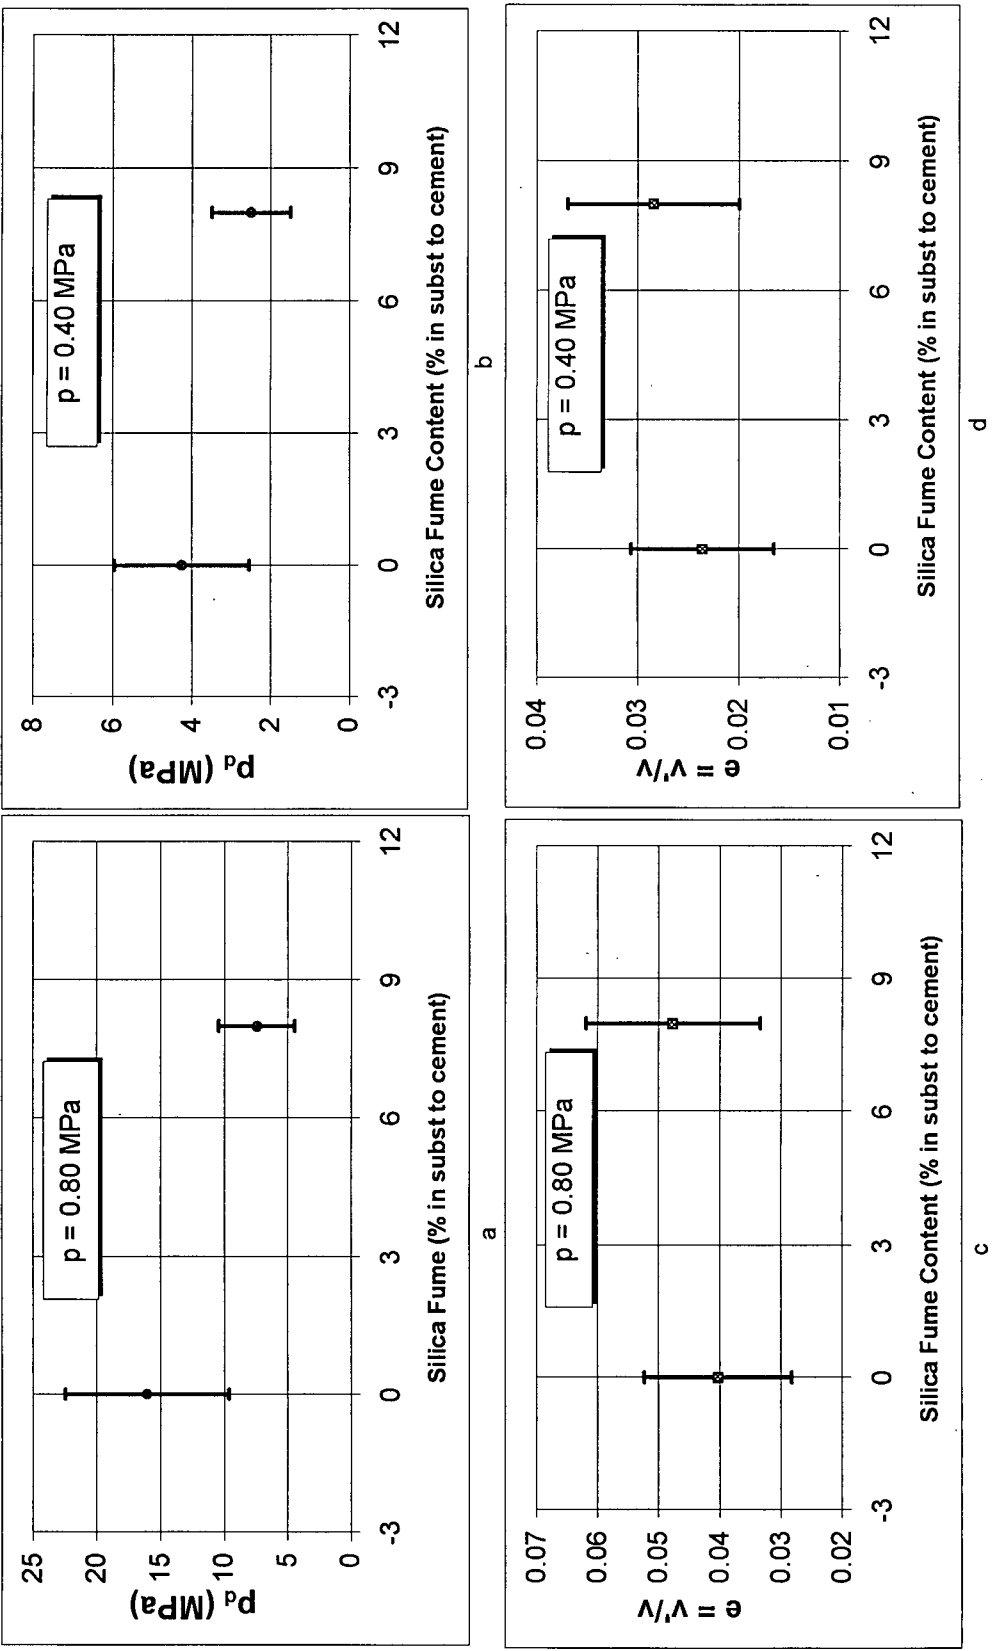 p = 0.80 MPa
25
20
15
10
5
0
p_d (MPa)
-3 0 3 6 9 12
Silica Fume (% in subst to cement)
a
p = 0.40 MPa
8
6
4
2
0
p_d (MPa)
-3 0 3 6 9 12
Silica Fume Content (% in subst to cement)
b
p = 0.80 MPa
0.07
0.06
0.05
0.04
0.03
0.02
e = v'/v
-3 0 3 6 9 12
Silica Fume Content (% in subst to cement)
c
p = 0.40 MPa
0.04
0.03
0.02
0.01
e = v'/v
-3 0 3 6 9 12
Silica Fume Content (% in subst to cement)
d